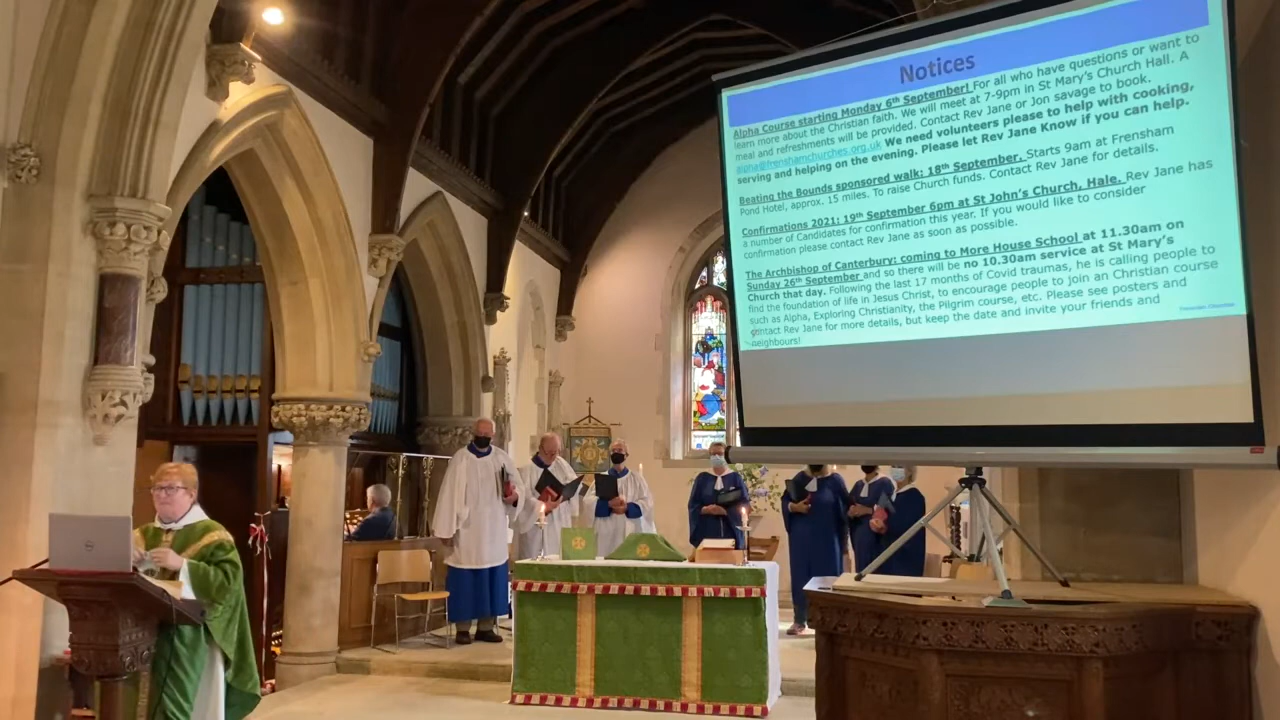 Notices
Alpha Course starting Monday 6th September! For all who have questions or want to
learn more about the Christian faith. We will meet at 7-9pm in St Mary's Church Hall. A
meal and refreshments will be provided. Contact Rev Jane or Jon savage to book.
alpha@frenshamchurches.org.uk We need volunteers please to help with cooking,
serving and helping on the evening. Please let Rev Jane Know if you can help.
Beating the Bounds sponsored walk: 18th September. Starts 9am at Frensham
Pond Hotel, approx. 15 miles. To raise Church funds. Contact Rev Jane for details.
Confirmations 2021: 19th September 6pm at St John's Church, Hale. Rev Jane has
a number of Candidates for confirmation this year. If you would like to consider
confirmation please contact Rev Jane as soon as possible.
The Archbishop of Canterbury: coming to More House School at 11.30am on
Sunday 26th September and so there will be no 10.30am service at St Mary's
Church that day. Following the last 17 months of Covid traumas, he is calling people to
find the foundation of life in Jesus Christ, to encourage people to join an Christian course
such as Alpha, Exploring Christianity, the Pilgrim course, etc. Please see posters and
contact Rev Jane for more details, but keep the date and invite your friends and
neighbours!